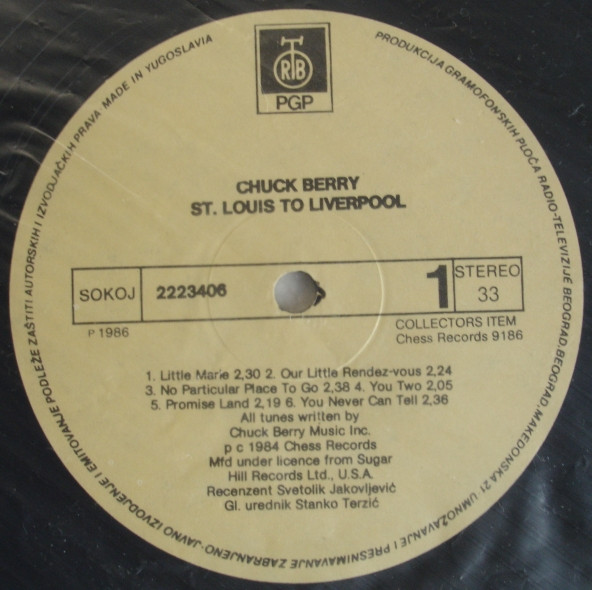 RTB
PGP
PRODUKCIJA GRAMOFONSKIH PLOČA RADIO-TELEVIZIJE BEOGRAD, BEOGRAD, MAKEDONSKA 21. UMNOŽAVANJE I PRESNIMAVANJE ZABRANJENO-JAVNO IZVODJENJE I EMITOVANJE PODLEŽE ZAŠTITI AUTORSKIH I IZVODJAČKIH PRAVA. MADE IN YUGOSLAVIA
CHUCK BERRY
ST. LOUIS TO LIVERPOOL
SOKOJ 2223406 1 STEREO
33
P 1986
COLLECTORS ITEM
Chess Records 9186
1. Little Marie 2,30 2. Our Little Rendez-vous 2,24
3. No Particular Place To Go 2,38 4. You Two 2,05
5. Promise Land 2,19 6. You Never Can Tell 2,36
All tunes written by
Chuck Berry Music Inc.
p c 1984 Chess Records
Mfd under licence from Sugar
Hill Records Ltd., U.S.A.
Recenzent Svetolik Jakovljević
Gl. urednik Stanko Terzić